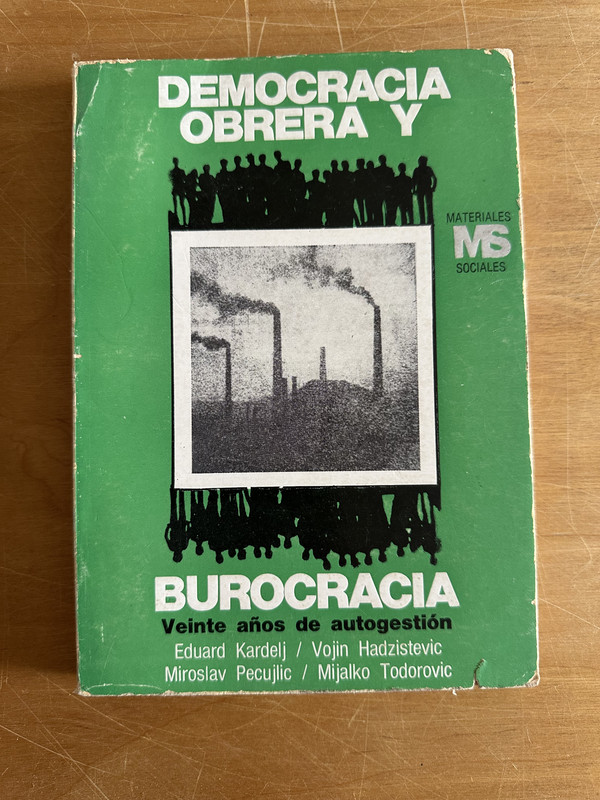 DEMOCRACIA
OBRERA Y
MATERIALES
MS
SOCIALES
BUROCRACIA
Veinte años de autogestión
Eduard Kardelj / Vojin Hadzistevic
Miroslav Pecujlic / Mijalko Todorovic